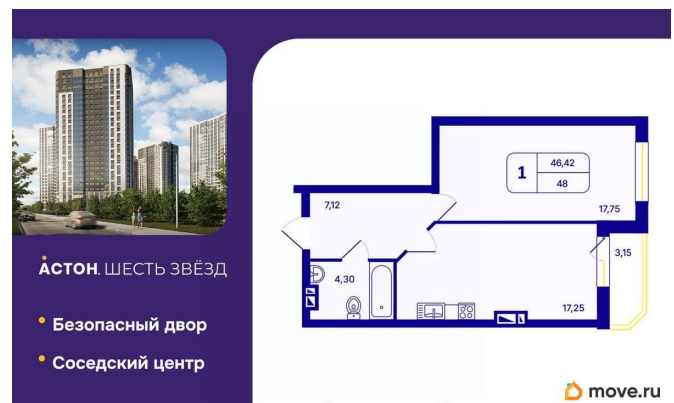 АСТОН. ШЕСТЬ ЗВЁЗД
Безопасный двор
Соседский центр
1
46,42
48
17,75
7,12
4,30
3,15
17,25
move.ru